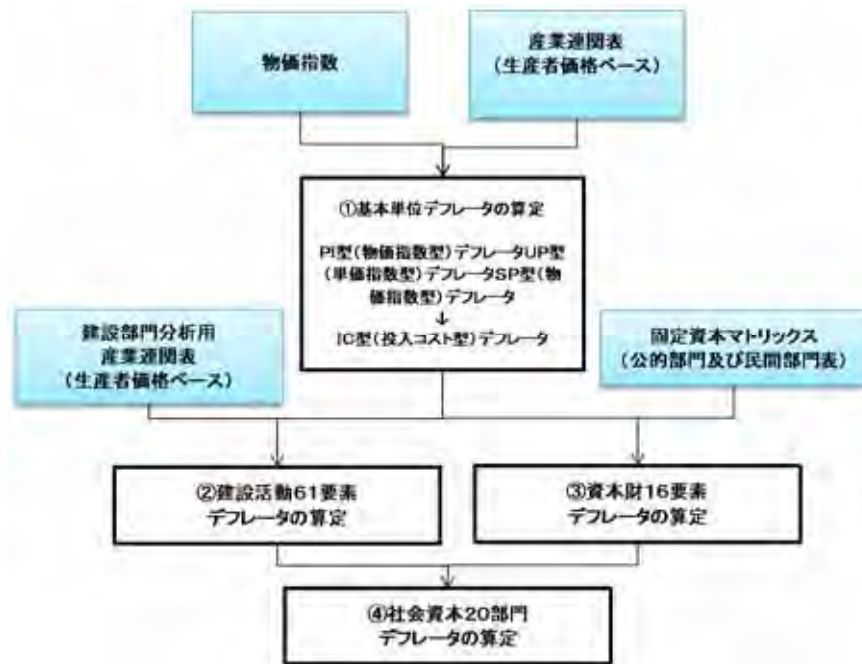 物価指数
産業連関表
(生産者価格ベース)
①基本単位デフレータの算定
PI型(物価指数型)デフレータUP型
(単価指数型)デフレータSP型(物
価指数型)デフレータ
↓
IC型(投入コスト型)デフレータ
建設部門分析用
産業連関表
(生産者価格ベース)
固定資本マトリックス
(公的部門及び民間部門表)
②建設活動61要素
デフレータの算定
③資本財16要素
デフレータの算定
④社会資本20部門
デフレータの算定